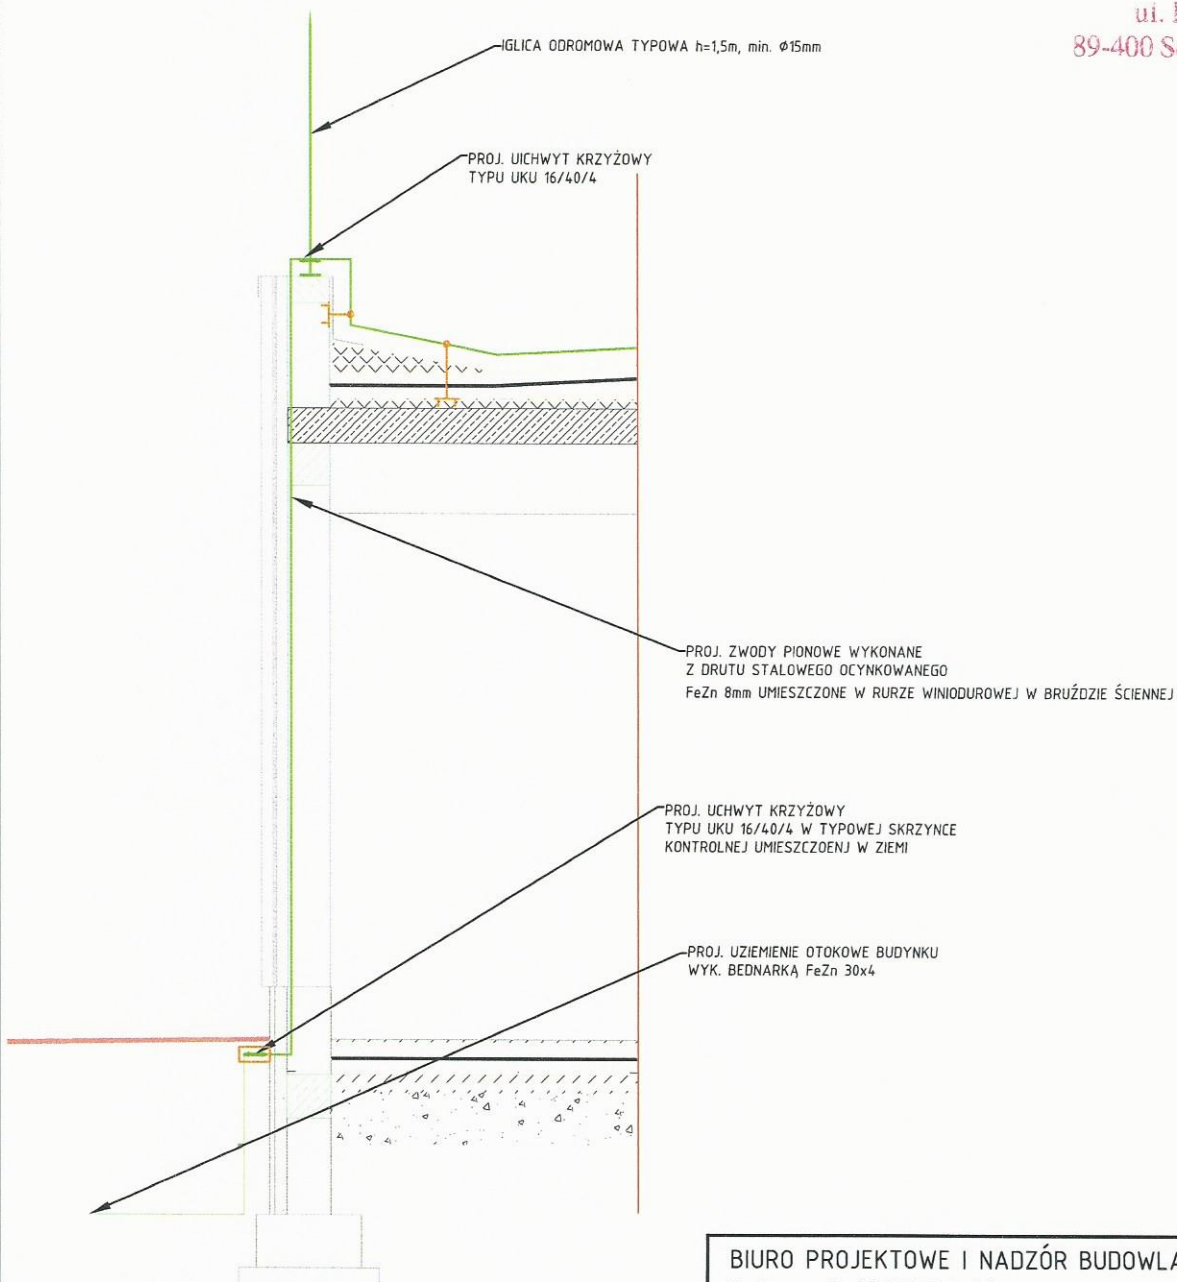 ul.
89-400
IGLICA ODROMOWA TYPOWA h=1,5m, min. Ø15mm
PROJ. UICHWYT KRZYŻOWY
TYPU UKU 16/40/4
PROJ. ZWODY PIONOWE WYKONANE
Z DRUTU STALOWEGO OCYNKOWANEGO
FeZn 8mm UMIESZCZONE W RURZE WINIODUROWEJ W BRUŹDZIE ŚCIENNEJ
PROJ. UCHWYT KRZYŻOWY
TYPU UKU 16/40/4 W TYPOWEJ SKRZYNCE
KONTROLNEJ UMIESZCZOENJ W ZIEMI
PROJ. UZIEMIENIE OTOKOWE BUDYNKU
WYK. BEDNARKĄ FeZn 30x4
BIURO PROJEKTOWE I NADZÓR BUDOWLA